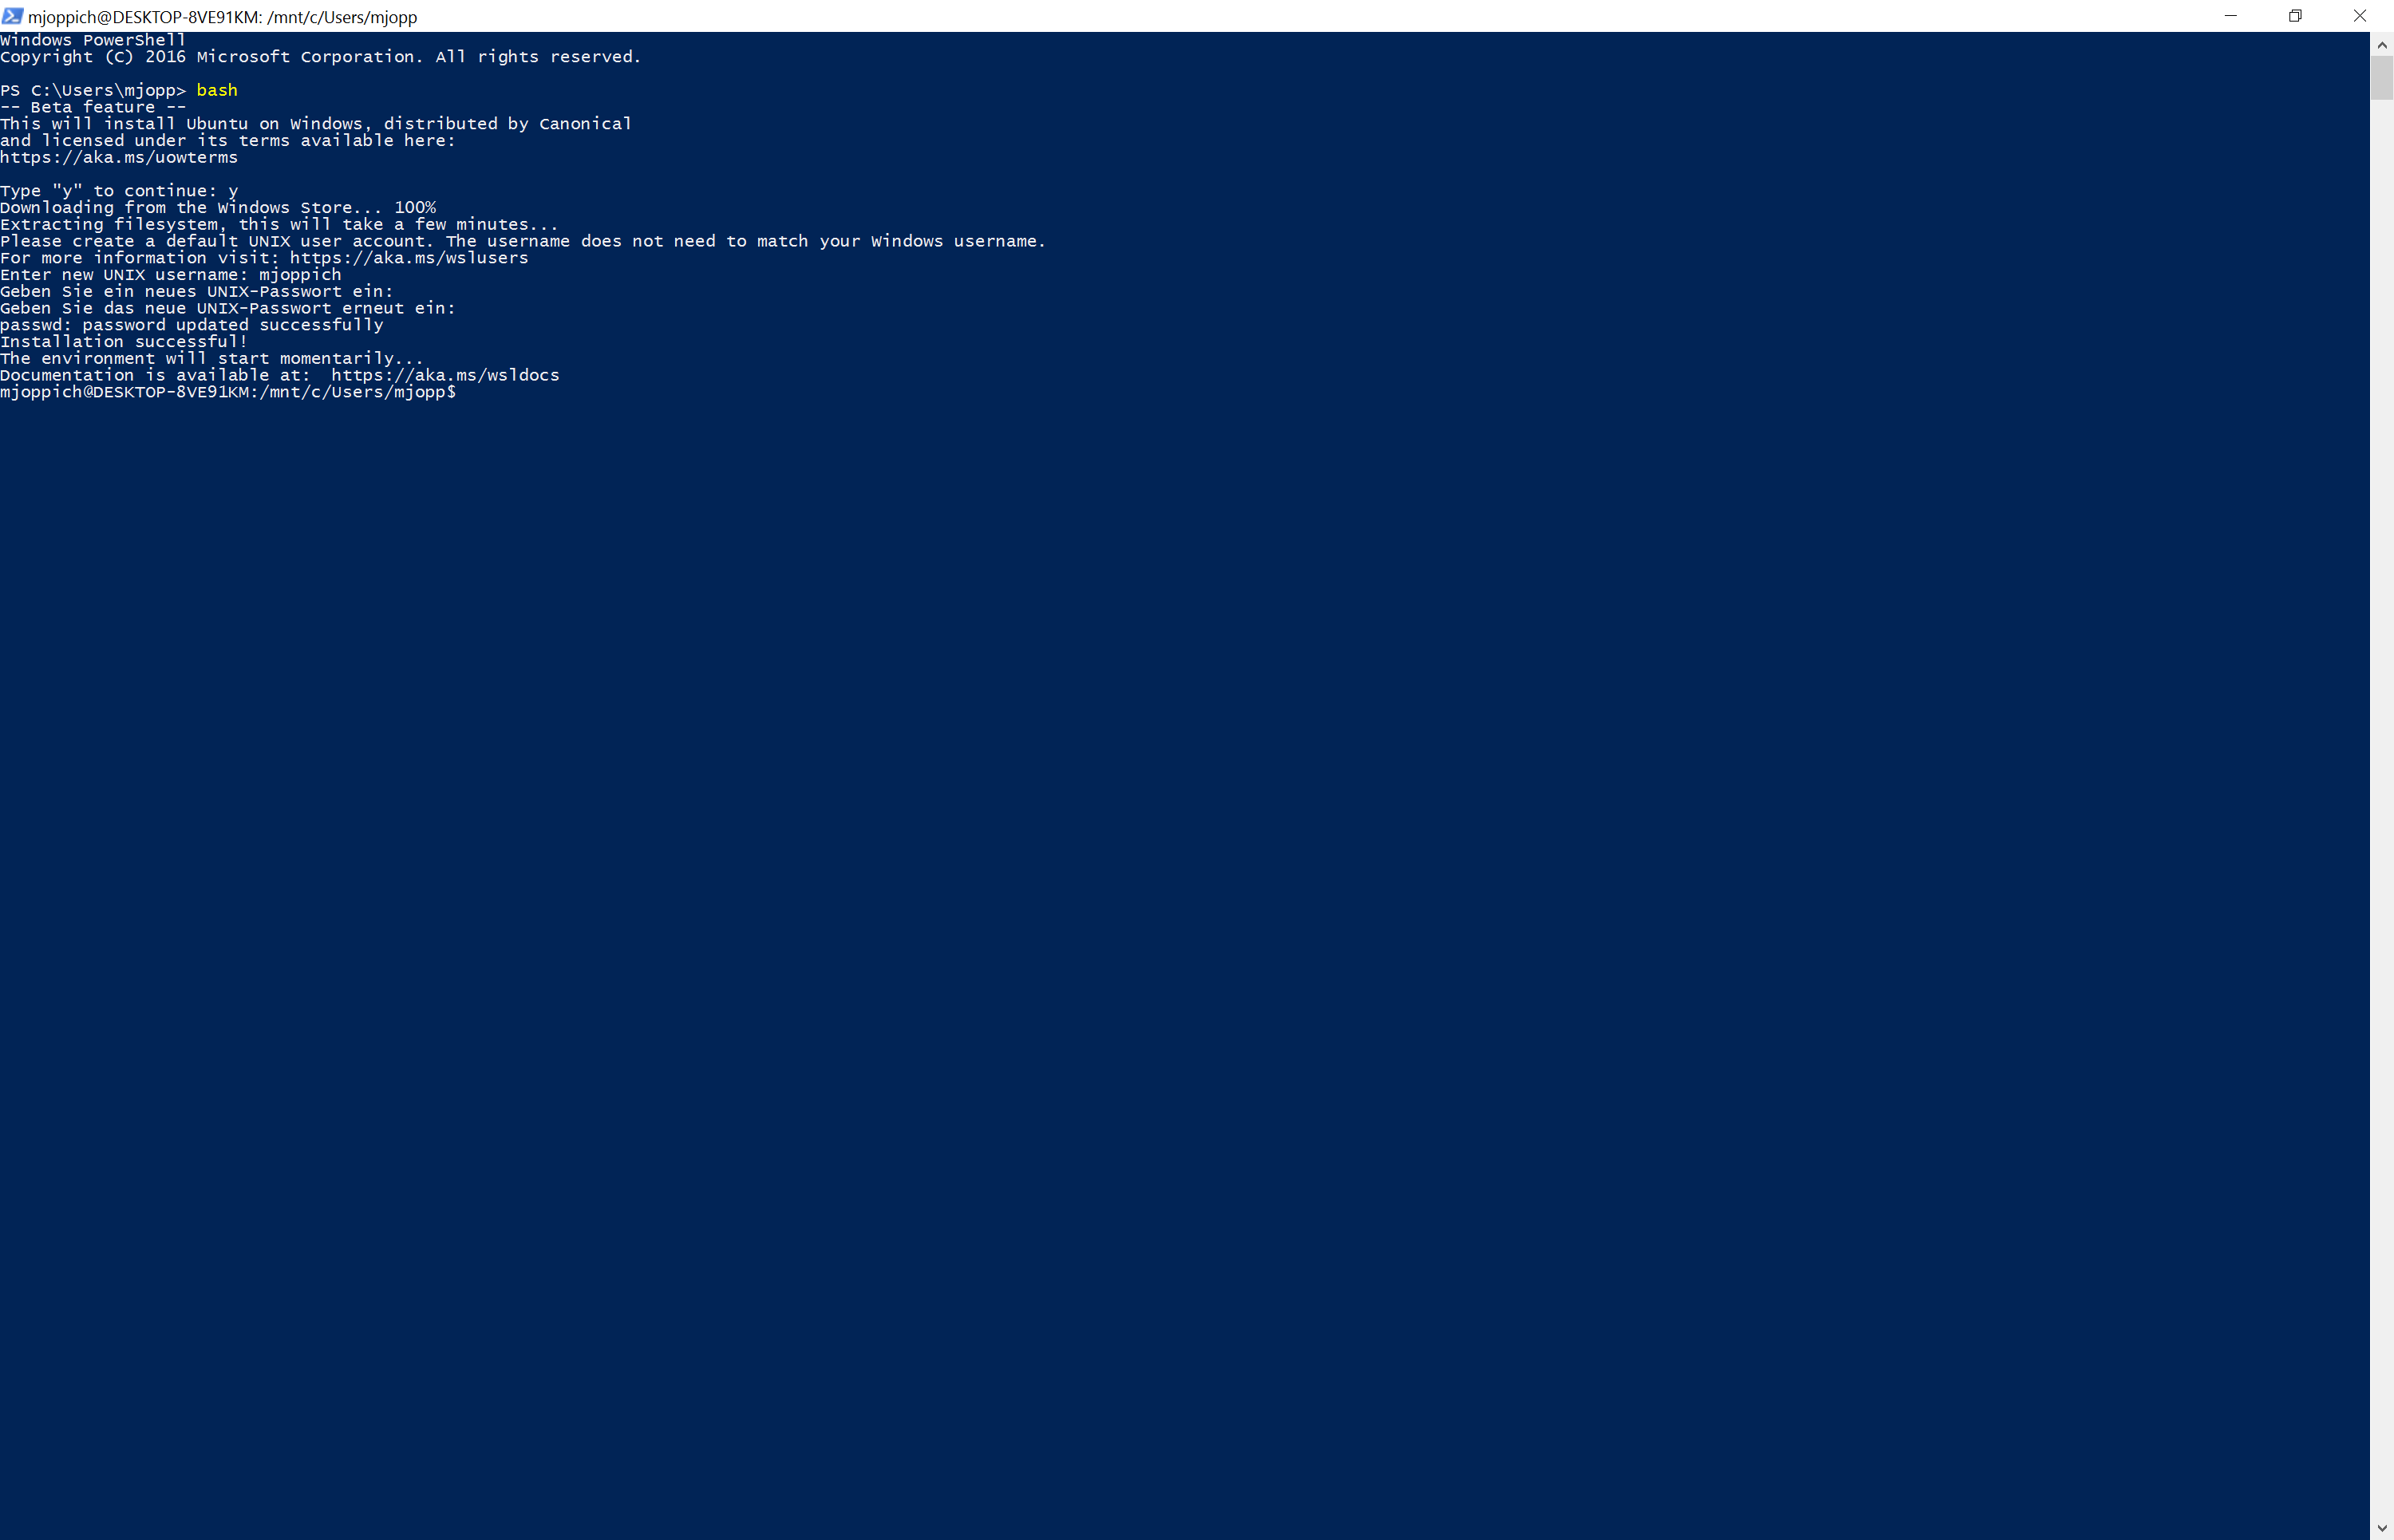 mjoppich@DESKTOP-8VE91KM: /mnt/c/Users/mjopp
Windows PowerShell
Copyright (C) 2016 Microsoft Corporation. All rights reserved.
PS C:\Users\mjopp> bash
-- Beta feature --
This will install Ubuntu on Windows, distributed by Canonical
and licensed under its terms available here:
https://aka.ms/uowterms
Type "y" to continue: y
Downloading from the Windows Store... 100%
Extracting filesystem, this will take a few minutes...
Please create a default UNIX user account. The username does not need to match your Windows username.
For more information visit: https://aka.ms/wslusers
Enter new UNIX username: mjoppich
Geben Sie ein neues UNIX-Passwort ein:
Geben Sie das neue UNIX-Passwort erneut ein:
passwd: password updated successfully
Installation successful!
The environment will start momentarily...
Documentation is available at:  https://aka.ms/wsldocs
mjoppich@DESKTOP-8VE91KM:/mnt/c/Users/mjopp$